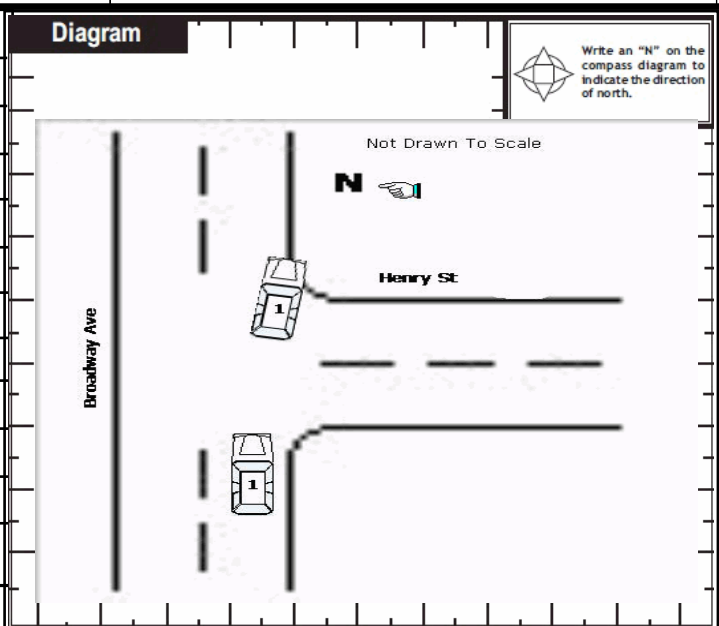 Diagram
Write an “N” on the
compass diagram to
indicate the direction
of north.
Not Drawn To Scale
N
Henry St
1
Broadway Ave
1